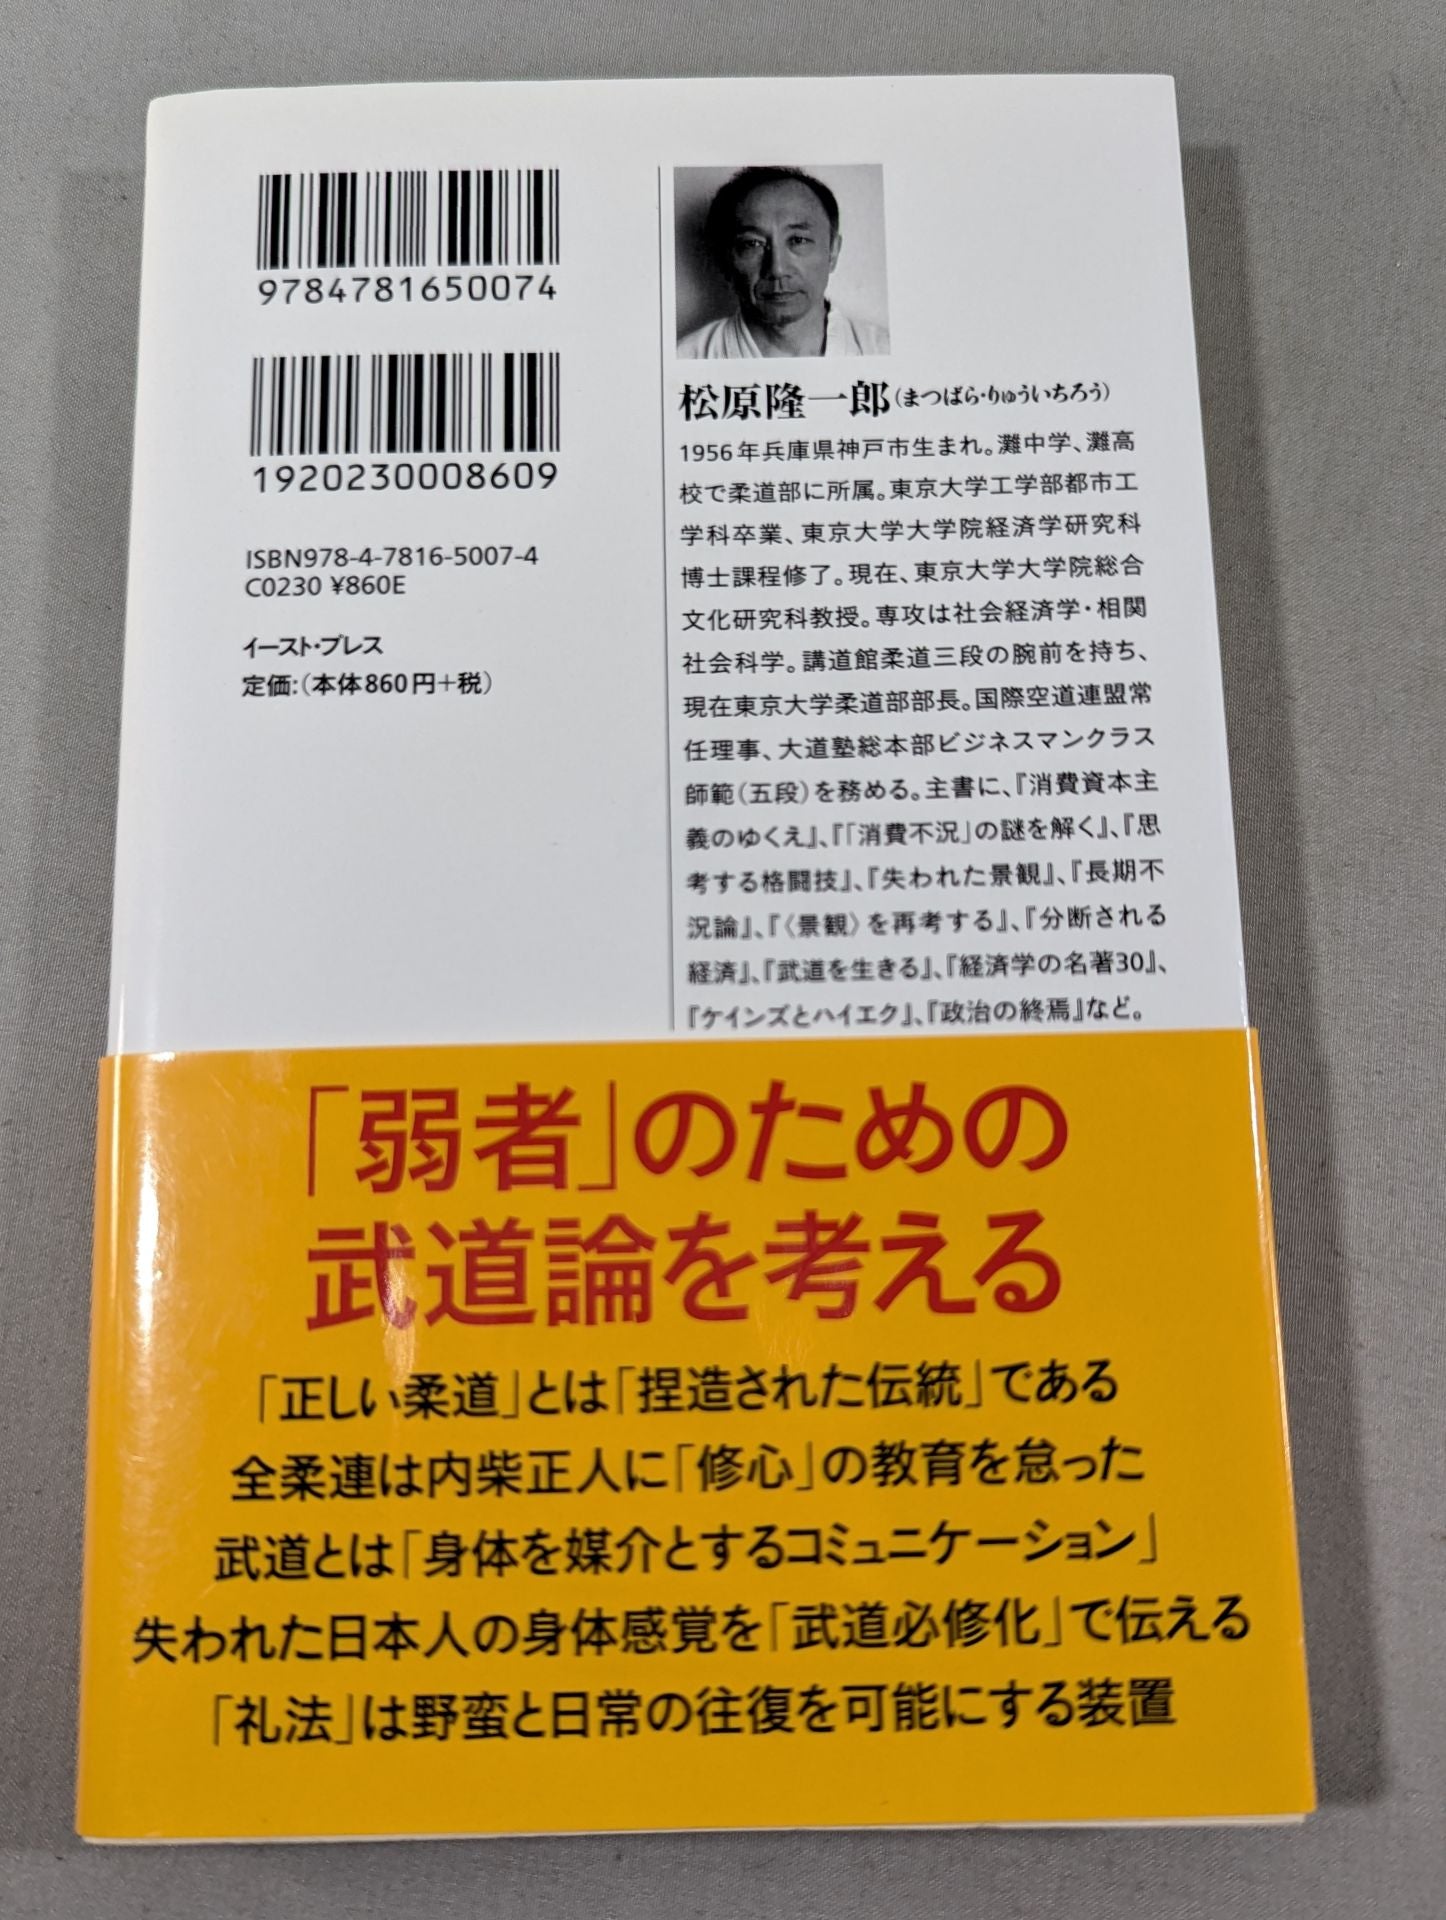 9784781650074
1920230008609
ISBN978-4-7816-5007-4
C0230 ¥860E
イースト・プレス
定価:(本体860円+税)
松原隆一郎(まつばら・りゅういちろう)
1956年兵庫県神戸市生まれ。灘中学、灘高
校で柔道部に所属。東京大学工学部都市工
学科卒業、東京大学大学院経済学研究科
博士課程修了。現在、東京大学大学院総合
文化研究科教授。専攻は社会経済学・相関
社会科学。講道館柔道三段の腕前を持ち、
現在東京大学柔道部部長。国際空道連盟常
任理事、大道塾総本部ビジネスマンクラス
師範(五段)を務める。主書に、『消費資本主
義のゆくえ』、『「消費不況」の謎を解く』、『思
考する格闘技』、『失われた景観』、『長期不
況論』、『〈景観〉を再考する』、『分断される
経済』、『武道を生きる』、『経済学の名著30』、
『ケインズとハイエク』、『政治の終焉』など。
「弱者」のための
武道論を考える
「正しい柔道」とは「捏造された伝統」である
全柔連は内柴正人に「修心」の教育を怠った
武道とは「身体を媒介とするコミュニケーション」
失われた日本人の身体感覚を「武道必修化」で伝える
「礼法」は野蛮と日常の往復を可能にする装置